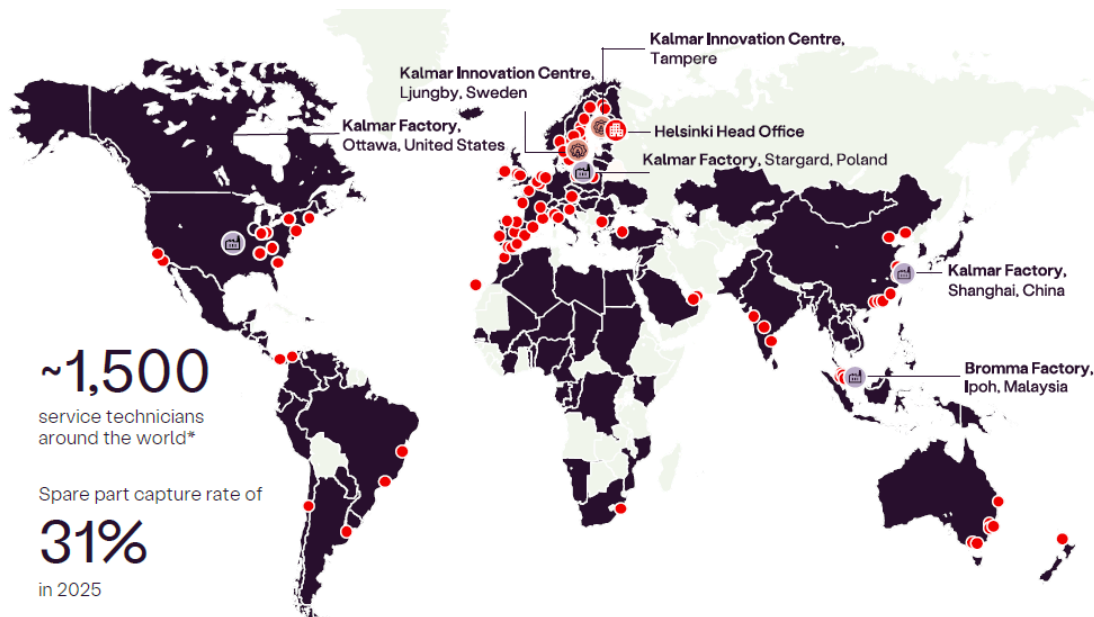 Kalmar Innovation Centre,
Tampere
Kalmar Innovation Centre,
Ljungby, Sweden
Kalmar Factory,
Ottawa, United States
Helsinki Head Office
Kalmar Factory, Stargard, Poland
Kalmar Factory,
Shanghai, China
Bromma Factory,
Ipoh, Malaysia
~1,500
service technicians
around the world*
Spare part capture rate of
31%
in 2025